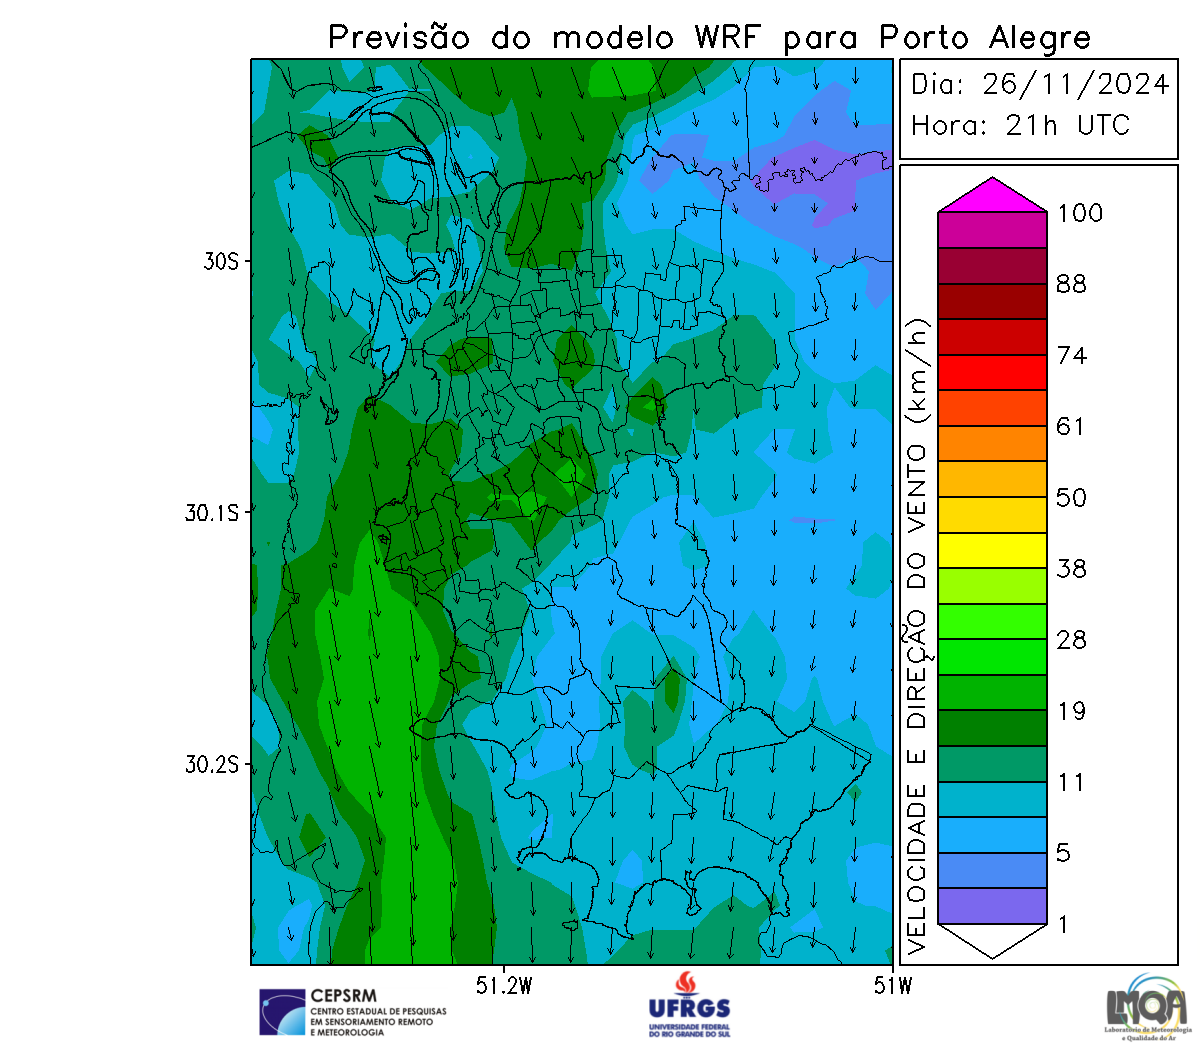 Previsão do modelo WRF para Porto Alegre
Dia: 26/11/2024
Hora: 21h UTC
30S
30.1S
30.2S
51.2W
51W
VELOCIDADE E DIREÇÃO DO VENTO (km/h)
100
88
74
61
50
38
28
19
11
5
1
CEPSRM
CENTRO ESTADUAL DE PESQUISAS
EM SENSORIAMENTO REMOTO
E METEOROLOGIA
UFRGS
UNIVERSIDADE FEDERAL
DO RIO GRANDE DO SUL
LMQA
Laboratório de Meteorologia
e Qualidade do Ar